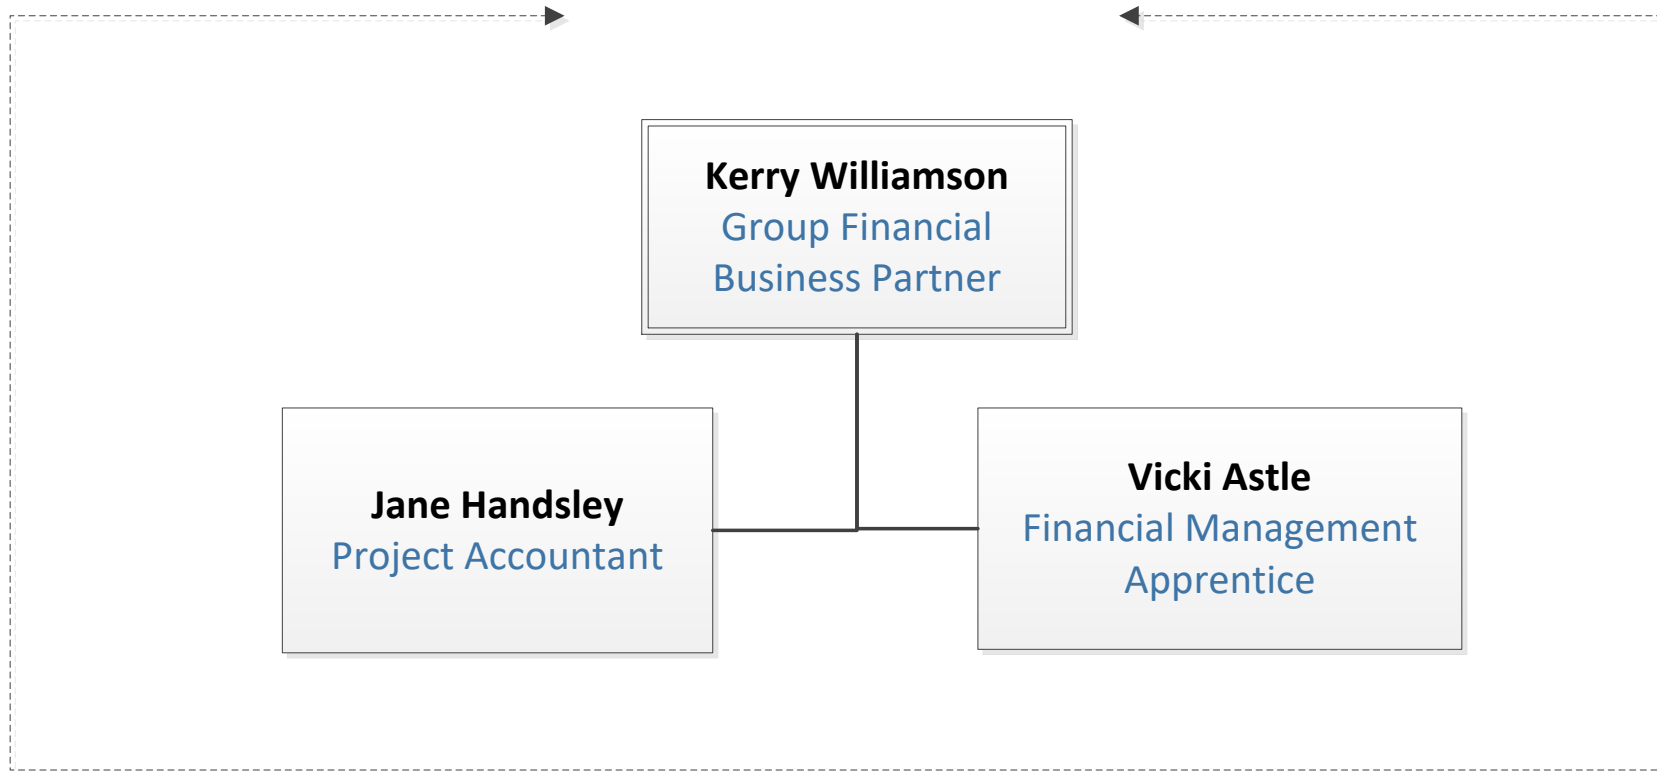 Kerry Williamson
Group Financial
Business Partner
Jane Handsley
Project Accountant
Vicki Astle
Financial Management
Apprentice